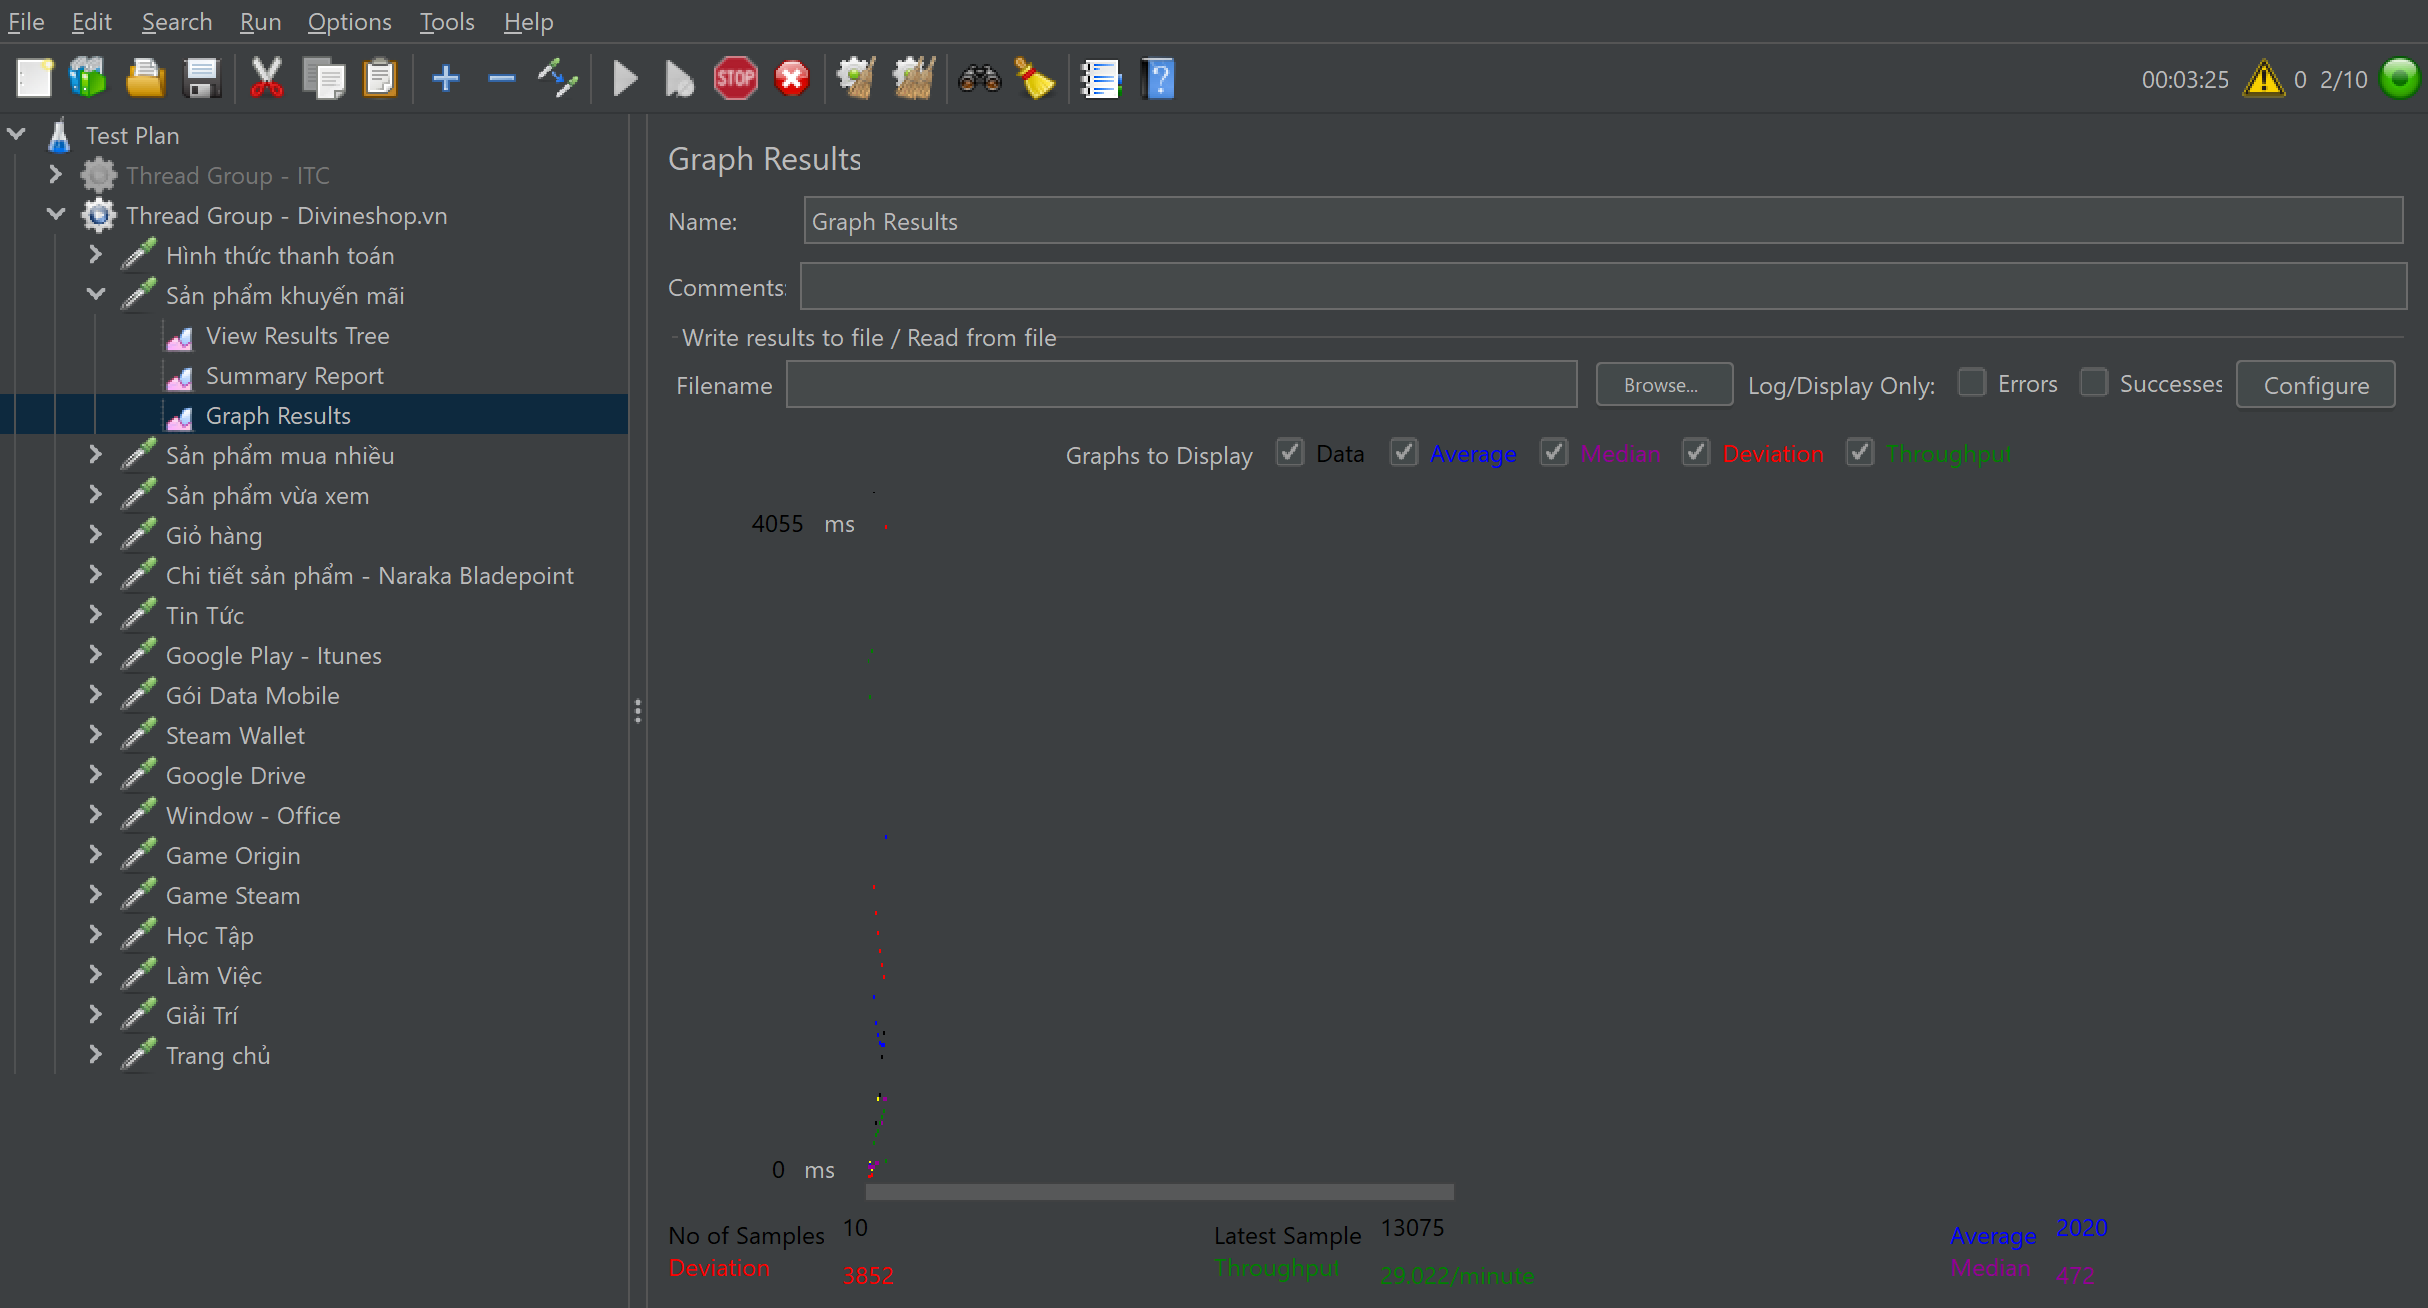 File Edit Search Run Options Tools Help
STOP
00:03:25 0 2/10
Test Plan
Thread Group - ITC
Thread Group - Divineshop.vn
Hình thức thanh toán
Sản phẩm khuyến mãi
View Results Tree
Summary Report
Graph Results
Sản phẩm mua nhiều
Sản phẩm vừa xem
Giỏ hàng
Chi tiết sản phẩm - Naraka Bladepoint
Tin Tức
Google Play - Itunes
Gói Data Mobile
Steam Wallet
Google Drive
Window - Office
Game Origin
Game Steam
Học Tập
Làm Việc
Giải Trí
Trang chủ
Graph Results
Name: Graph Results
Comments:
Write results to file / Read from file
Filename Browse... Log/Display Only: Errors Successes Configure
Graphs to Display Data Average Median Deviation Throughput
4055 ms
0 ms
No of Samples 10 Latest Sample 13075 Average 2020
Deviation 3852 Throughput 29.022/minute Median 472